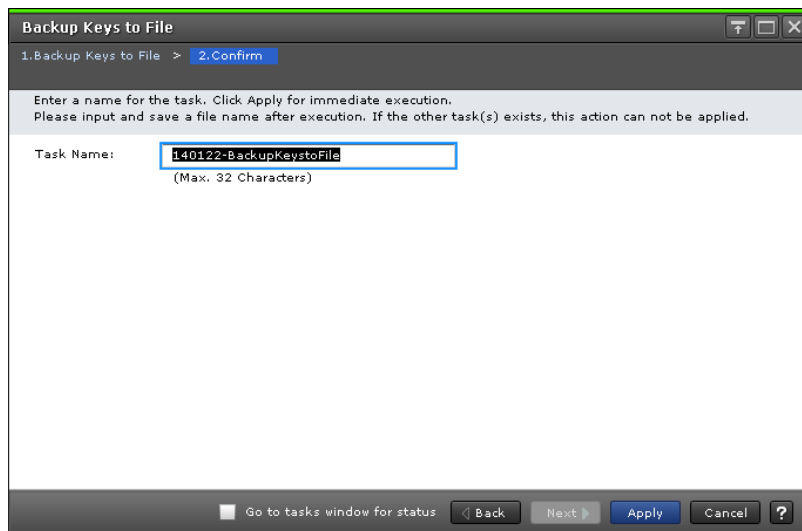 Backup Keys to File
1.Backup Keys to File > 2.Confirm
Enter a name for the task. Click Apply for immediate execution.
Please input and save a file name after execution. If the other task(s) exists, this action can not be applied.
Task Name: 140122-BackupKeystoFile
(Max. 32 Characters)
Go to tasks window for status Back Next Apply Cancel ?